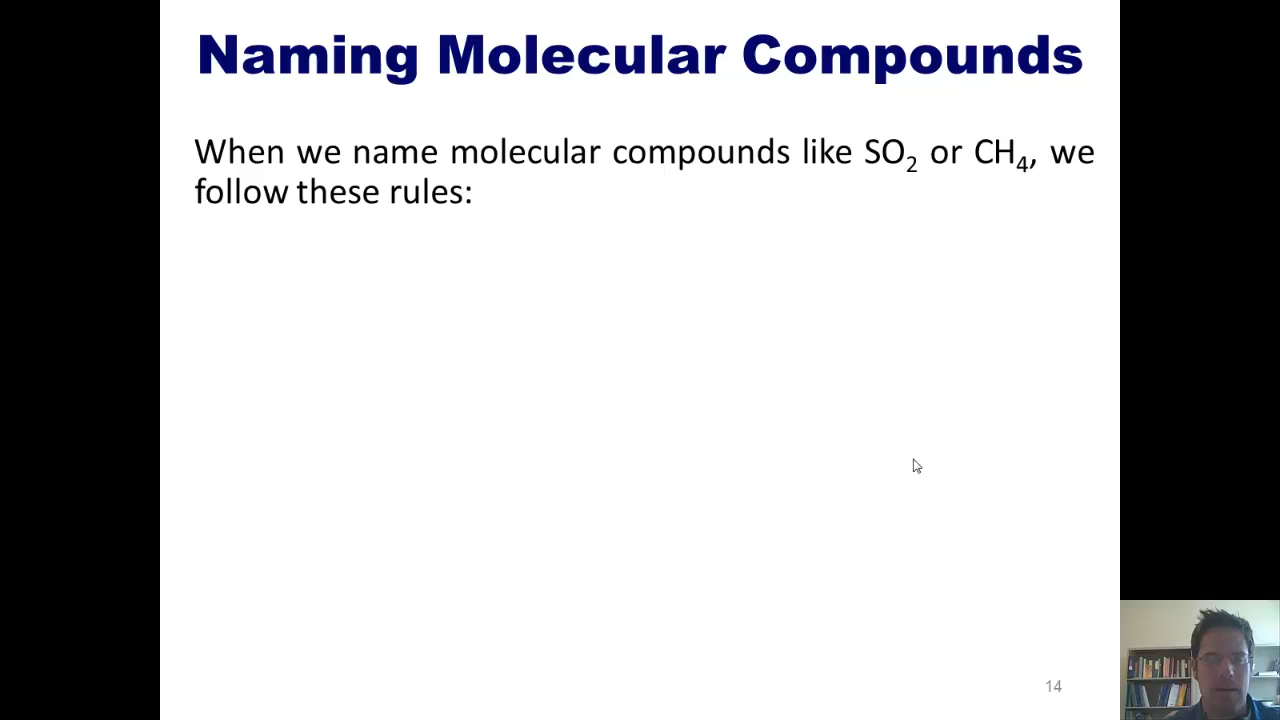 Naming Molecular Compounds
When we name molecular compounds like SO₂ or CH₄, we
follow these rules:
14